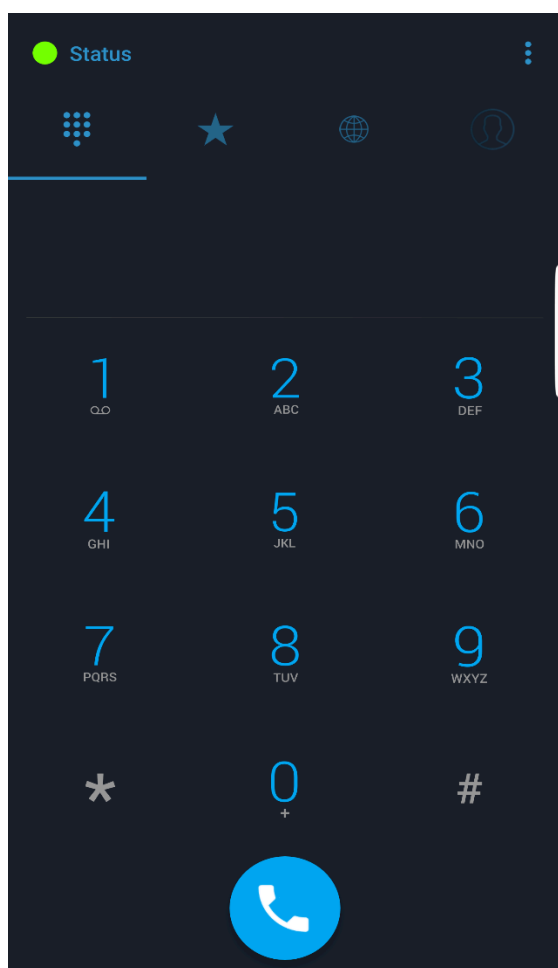 Status
1 2 3
ABC DEF
4 5 6
GHI JKL MNO
7 8 9
PQRS TUV WXYZ
* 0 #
+